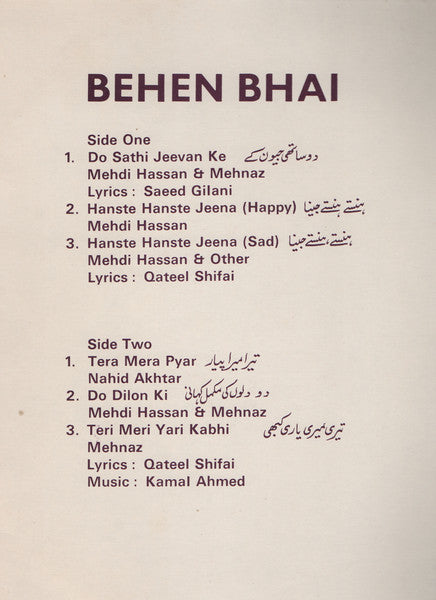 BEHEN BHAI
Side One
1. Do Sathi Jeevan Ke دو ساتھی جیون کے
Mehdi Hassan & Mehnaz
Lyrics : Saeed Gilani
2. Hanste Hanste Jeena (Happy) ہنستے ہنستے جینا
Mehdi Hassan
3. Hanste Hanste Jeena (Sad) ہنستے ہنستے جینا
Mehdi Hassan & Other
Lyrics : Qateel Shifai
Side Two
1. Tera Mera Pyar تیرا میرا پیار
Nahid Akhtar
2. Do Dilon Ki دو دلوں کی مکمل کہانی
Mehdi Hassan & Mehnaz
3. Teri Meri Yari Kabhi تیری میری یاری کبھی
Mehnaz
Lyrics : Qateel Shifai
Music : Kamal Ahmed